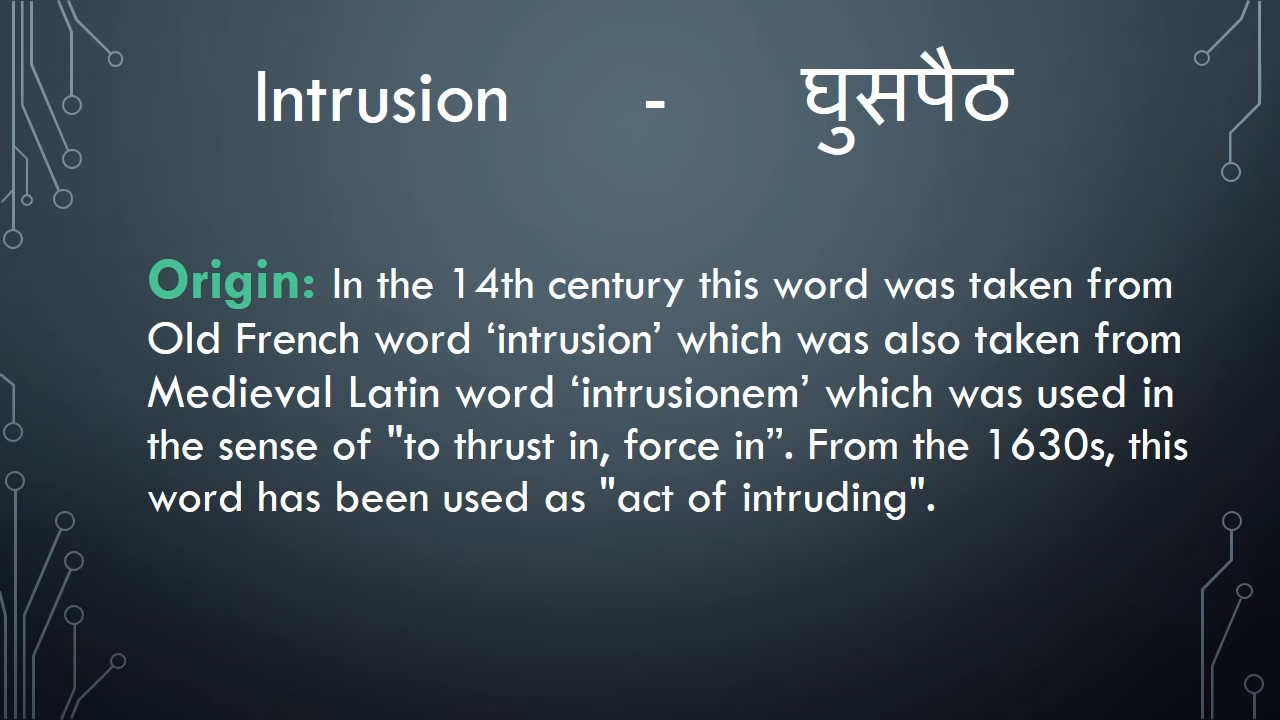 Intrusion - घुसपैठ
Origin: In the 14th century this word was taken from
Old French word ‘intrusion’ which was also taken from
Medieval Latin word ‘intrusionem’ which was used in
the sense of "to thrust in, force in”. From the 1630s, this
word has been used as "act of intruding".